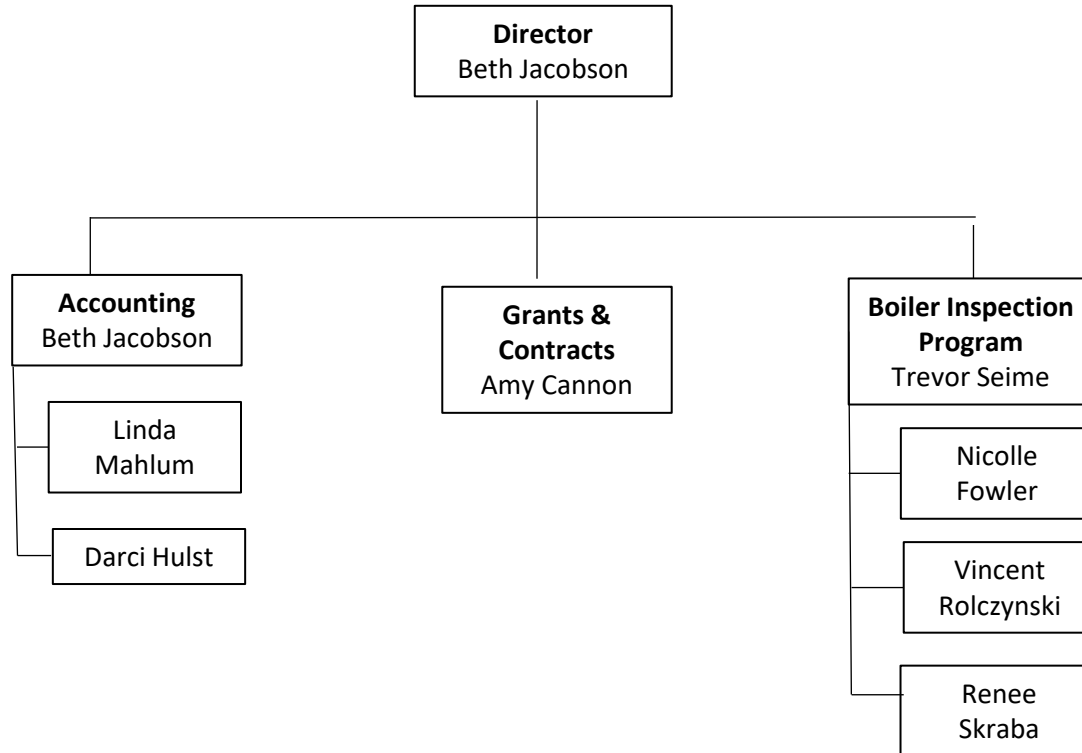 Director
Beth Jacobson
Accounting
Beth Jacobson
Linda
Mahlum
Darci Hulst
Grants &
Contracts
Amy Cannon
Boiler Inspection
Program
Trevor Seime
Nicolle
Fowler
Vincent
Rolczynski
Renee
Skraba